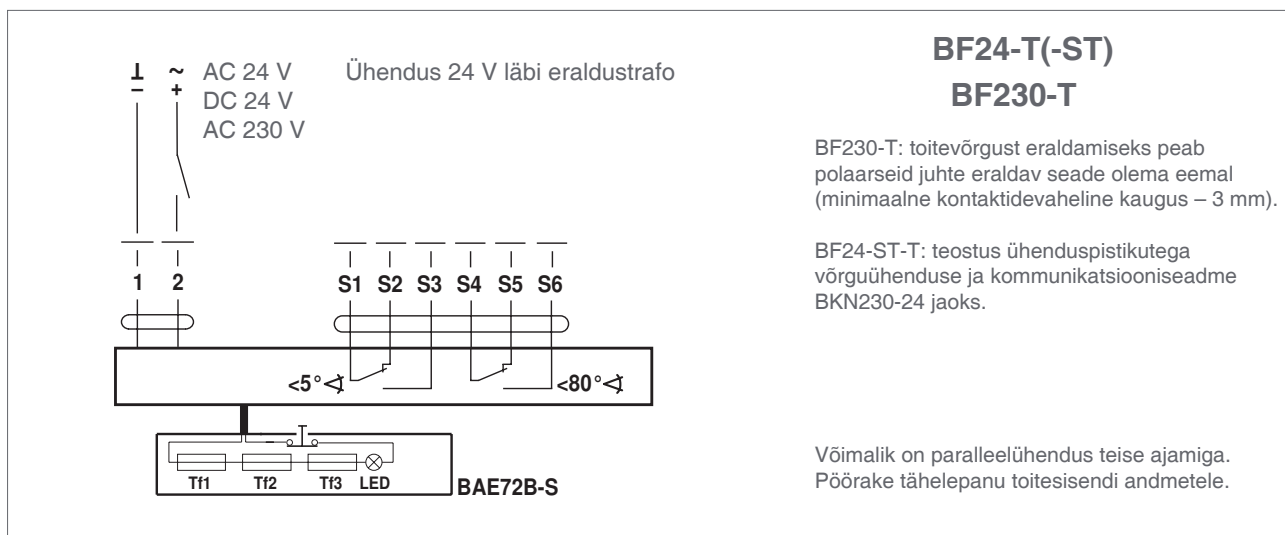 BF24-T(-ST)
BF230-T
⊥ ~ AC 24 V Ühendus 24 V läbi eraldustrafo
− + DC 24 V
AC 230 V
BF230-T: toitevõrgust eraldamiseks peab
polaarseid juhte eraldav seade olema eemal
(minimaalne kontaktidevaheline kaugus – 3 mm).
BF24-ST-T: teostus ühenduspistikutega
võrguühenduse ja kommunikatsiooniseadme
BKN230-24 jaoks.
1 2 S1 S2 S3 S4 S5 S6
<5° <80°
Tf1 Tf2 Tf3 LED
BAE72B-S
Võimalik on paralleelühendus teise ajamiga.
Pöörake tähelepanu toitesisendi andmetele.